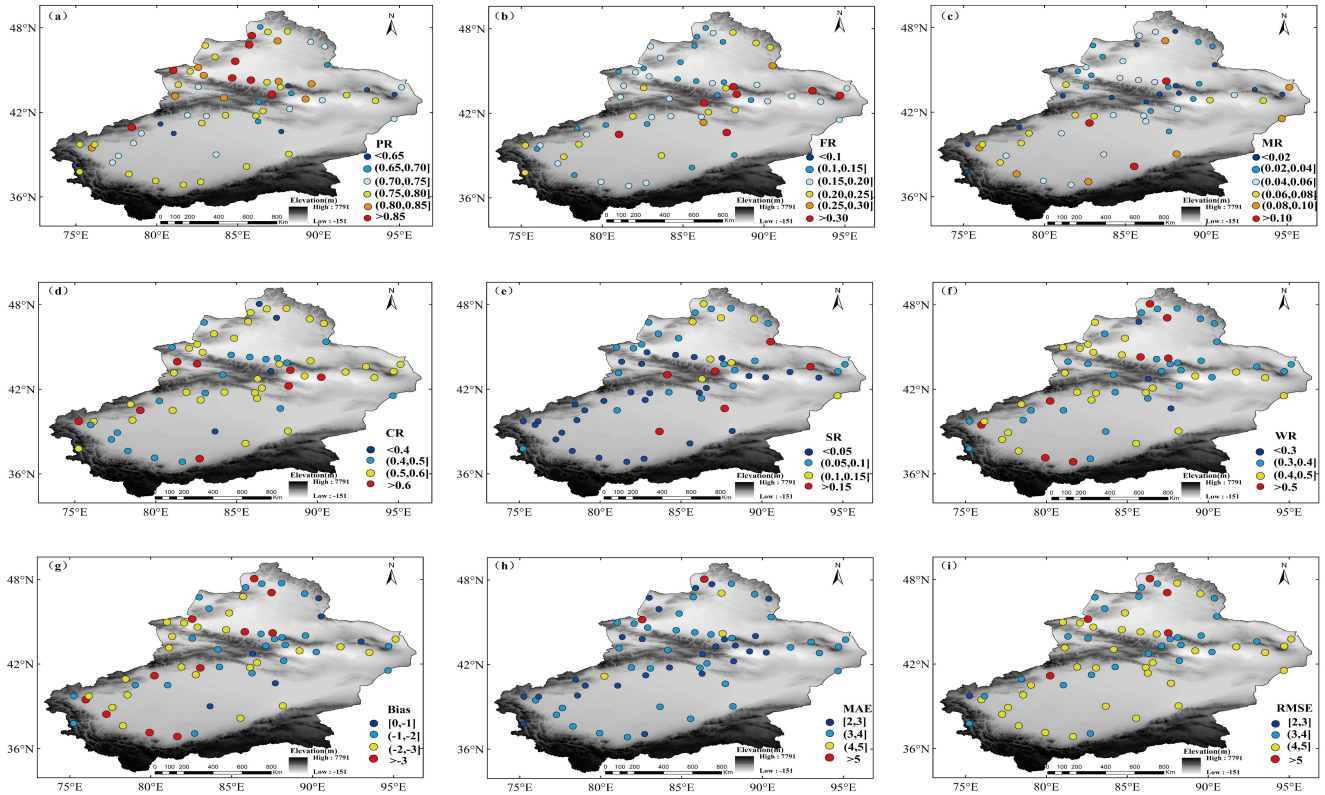 (a)
N
48°N
42°N
36°N
PR
<0.65
(0.65,0.70]
(0.70,0.75]
(0.75,0.80]
(0.80,0.85]
>0.85
Elevation(m)
High : 7791
Low : -151
0 100 200 400 600 800
Km
75°E 80°E 85°E 90°E 95°E
(b)
N
48°N
42°N
36°N
FR
<0.1
(0.1,0.15]
(0.15,0.20]
(0.20,0.25]
(0.25,0.30]
>0.30
Elevation(m)
High : 7791
Low : -151
0 100 200 400 600 800
Km
75°E 80°E 85°E 90°E 95°E
(c)
N
48°N
42°N
36°N
MR
<0.02
(0.02,0.04]
(0.04,0.06]
(0.06,0.08]
(0.08,0.10]
>0.10
Elevation(m)
High : 7791
Low : -151
0 100 200 400 600 800
Km
75°E 80°E 85°E 90°E 95°E
(d)
N
48°N
42°N
36°N
CR
<0.4
(0.4,0.5]
(0.5,0.6]
>0.6
Elevation(m)
High : 7791
Low : -151
0 100 200 400 600 800
Km
75°E 80°E 85°E 90°E 95°E
(e)
N
48°N
42°N
36°N
SR
<0.05
(0.05,0.1]
(0.1,0.15]
>0.15
Elevation(m)
High : 7791
Low : -151
0 100 200 400 600 800
Km
75°E 80°E 85°E 90°E 95°E
(f)
N
48°N
42°N
36°N
WR
<0.3
(0.3,0.4]
(0.4,0.5]
>0.5
Elevation(m)
High : 7791
Low : -151
0 100 200 400 600 800
Km
75°E 80°E 85°E 90°E 95°E
(g)
N
48°N
42°N
36°N
Bias
[0,-1]
(-1,-2]
(-2,-3]
>-3
Elevation(m)
High : 7791
Low : -151
0 100 200 400 600 800
Km
75°E 80°E 85°E 90°E 95°E
(h)
N
48°N
42°N
36°N
MAE
[2,3]
(3,4]
(4,5]
>5
Elevation(m)
High : 7791
Low : -151
0 100 200 400 600 800
Km
75°E 80°E 85°E 90°E 95°E
(i)
N
48°N
42°N
36°N
RMSE
[2,3]
(3,4]
(4,5]
>5
Elevation(m)
High : 7791
Low : -151
0 100 200 400 600 800
Km
75°E 80°E 85°E 90°E 95°E